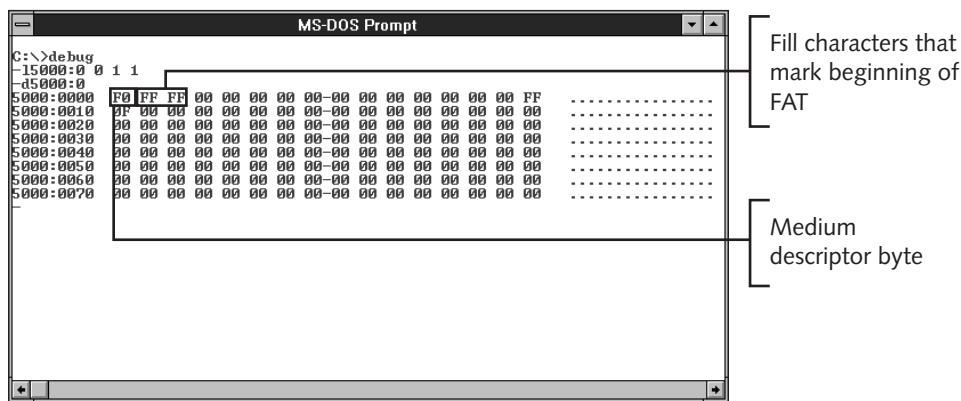 MS-DOS Prompt
C:\>debug
-l5000:0 0 1 1
-d5000:0
5000:0000 F0 FF FF 00 00 00 00 00-00 00 00 00 00 00 00 FF ................
5000:0010 0F 00 00 00 00 00 00 00-00 00 00 00 00 00 00 00 ................
5000:0020 00 00 00 00 00 00 00 00-00 00 00 00 00 00 00 00 ................
5000:0030 00 00 00 00 00 00 00 00-00 00 00 00 00 00 00 00 ................
5000:0040 00 00 00 00 00 00 00 00-00 00 00 00 00 00 00 00 ................
5000:0050 00 00 00 00 00 00 00 00-00 00 00 00 00 00 00 00 ................
5000:0060 00 00 00 00 00 00 00 00-00 00 00 00 00 00 00 00 ................
5000:0070 00 00 00 00 00 00 00 00-00 00 00 00 00 00 00 00 ................
-
Fill characters that
mark beginning of
FAT
Medium
descriptor byte